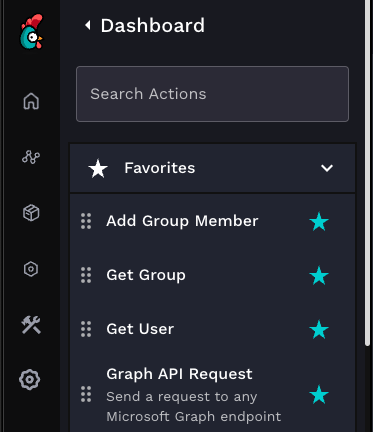 Dashboard
Search Actions
Favorites
Add Group Member
Get Group
Get User
Graph API Request
Send a request to any
Microsoft Graph endpoint